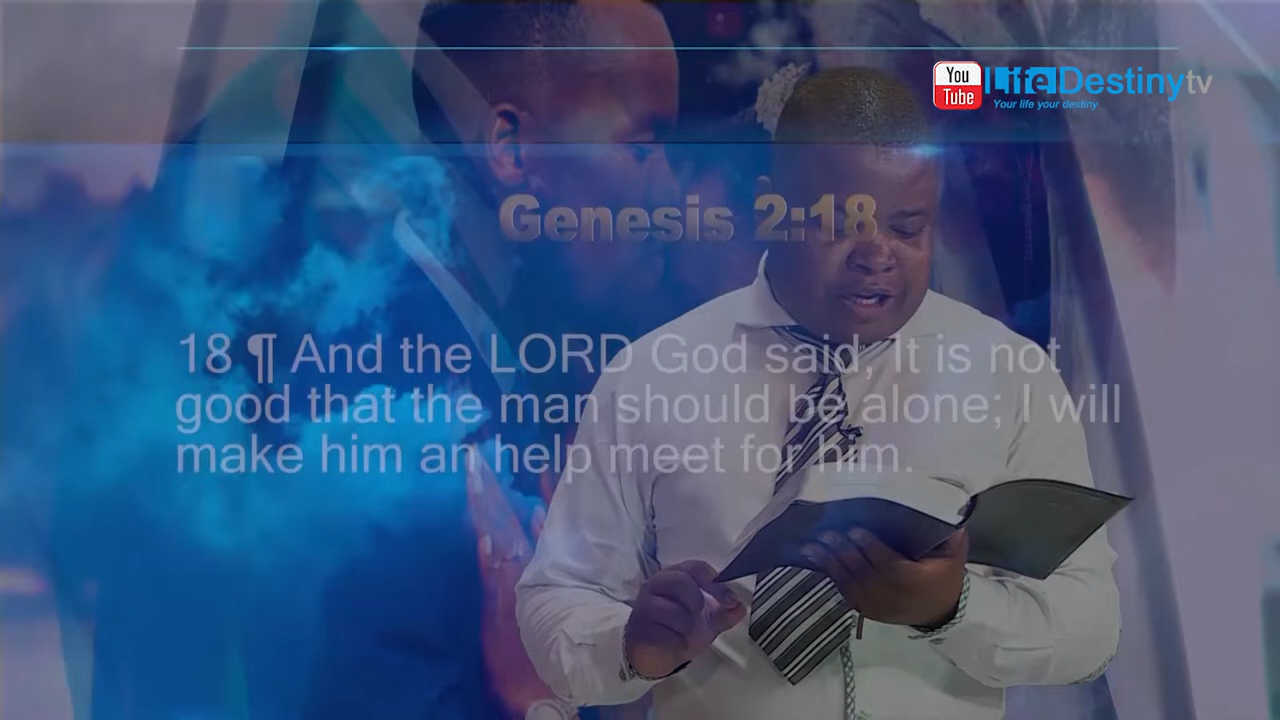 You
Tube
LifeDestinytv
Your life your destiny
Genesis 2:18
18 ¶ And the LORD God said, It is not
good that the man should be alone; I will
make him an help meet for him.